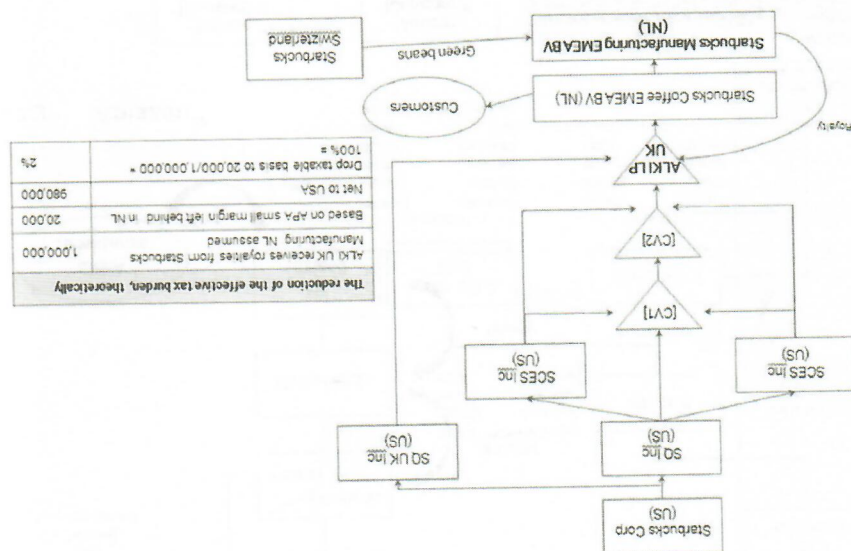 Starbucks Corp
(US)
SQ Inc
(US)
SQ UK Inc
(US)
SCES Inc
(US)
SCES Inc
(US)
[CV1]
[CV2]
ALKI LP
UK
Royalty
Starbucks Coffee EMEA BV (NL)
Customers
Starbucks Manufacturing EMEA BV
(NL)
Green beans
Starbucks
Swizterland
The reduction of the effective tax burden, theoretically
ALKI UK receives royalties from Starbucks
Manufacturing NL assumed
1,000,000
Based on APA small margin left behind in NL
20,000
Net to USA
980,000
Drop taxable basis to 20,000/1,000,000 *
100% =
2%